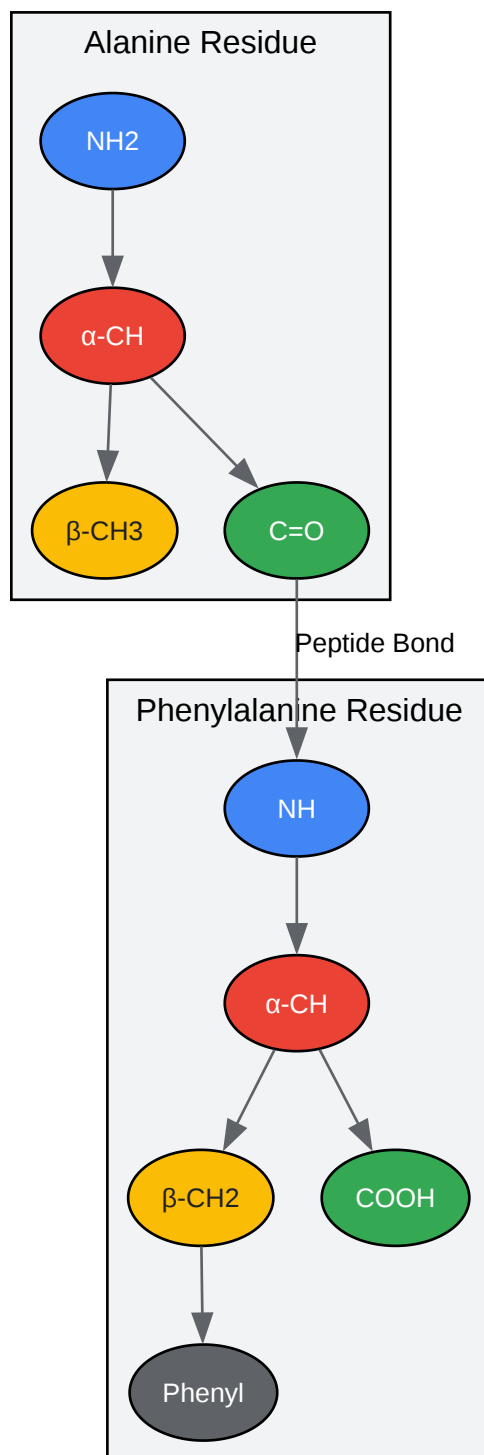 Alanine Residue
NH2
α-CH
β-CH3
C=O
Peptide Bond
Phenylalanine Residue
NH
α-CH
β-CH2
COOH
Phenyl